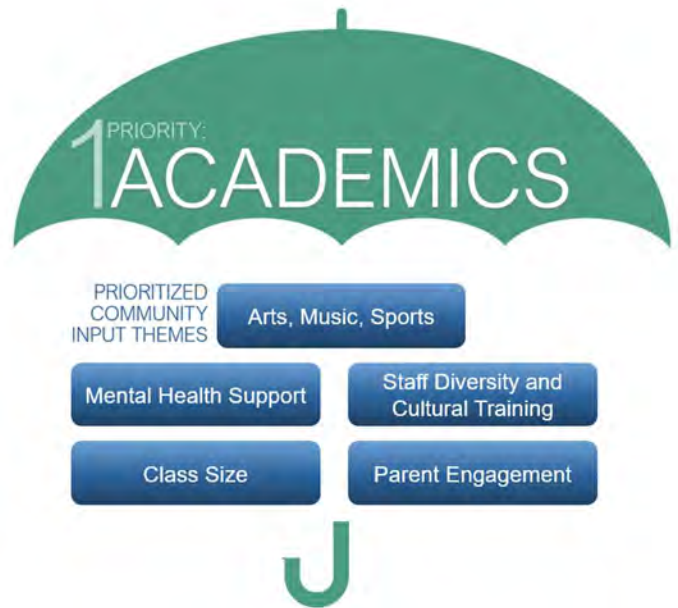 1 PRIORITY:
ACADEMICS
PRIORITIZED
COMMUNITY
INPUT THEMES
Arts, Music, Sports
Mental Health Support
Staff Diversity and
Cultural Training
Class Size
Parent Engagement